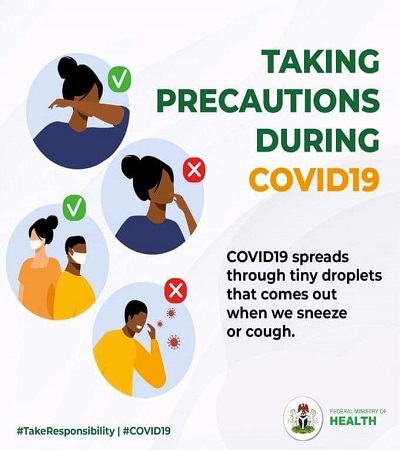 TAKING
PRECAUTIONS
DURING
COVID19
COVID19 spreads
through tiny droplets
that comes out
when we sneeze
or cough.
#TakeResponsibility | #COVID19
FEDERAL MINISTRY OF
HEALTH